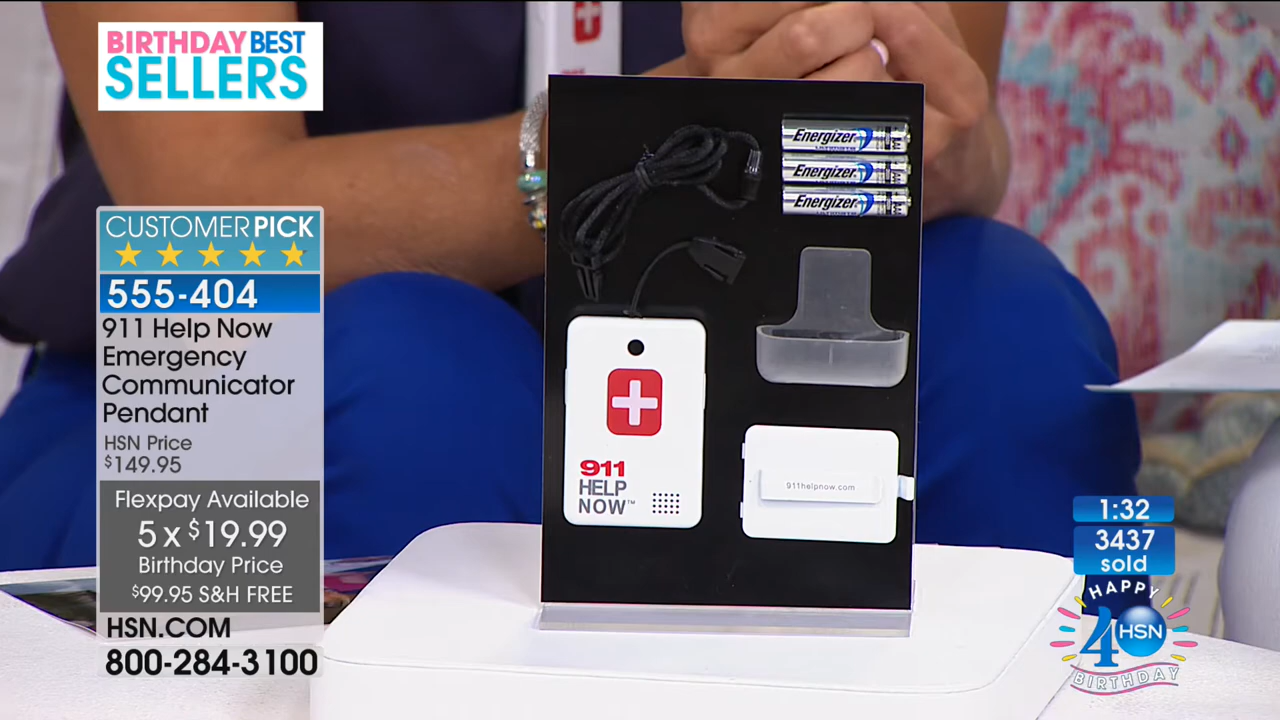 BIRTHDAY BEST
SELLERS
CUSTOMER PICK
555-404
911 Help Now
Emergency
Communicator
Pendant
HSN Price
$149.95
Flexpay Available
5 x $19.99
Birthday Price
$99.95 S&H FREE
HSN.COM
800-284-3100
Energizer
Energizer
Energizer
911
HELP
NOW™
911helpnow.com
1:32
3437
sold
HAPPY
40
HSN
BIRTHDAY